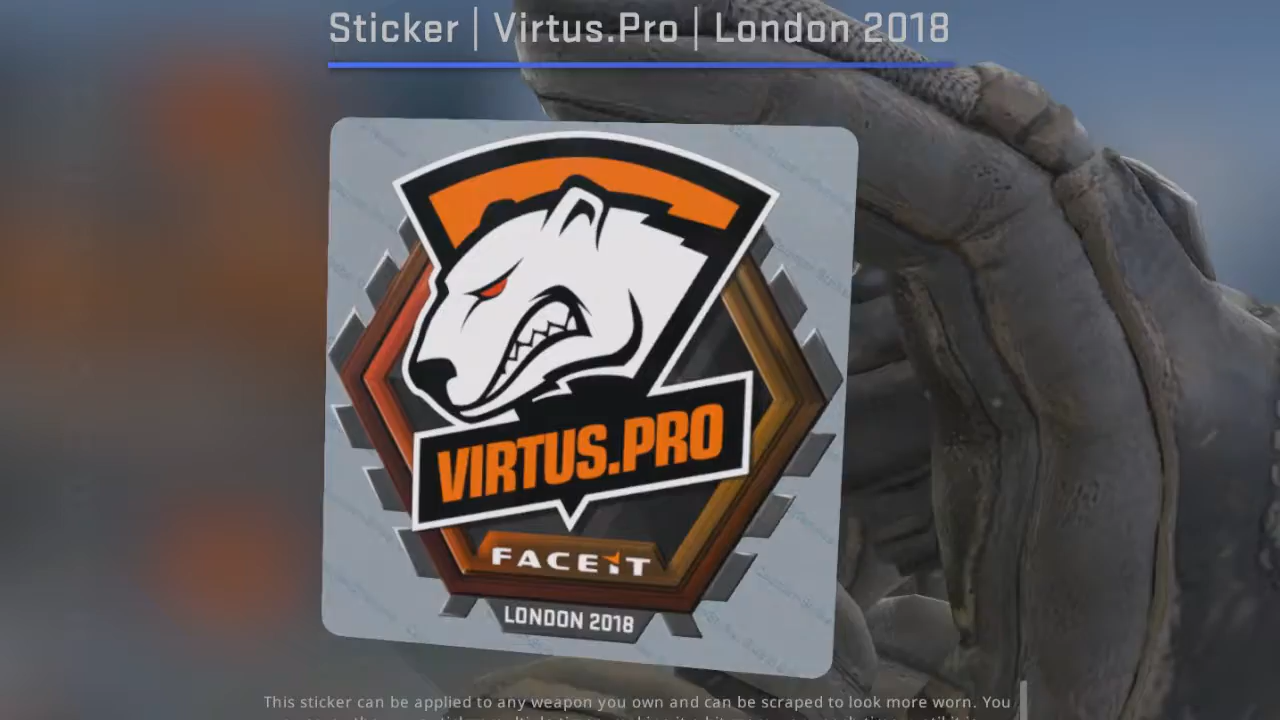 Sticker | Virtus.Pro | London 2018
VIRTUS.PRO
FACEIT
LONDON 2018
This sticker can be applied to any weapon you own and can be scraped to look more worn. You